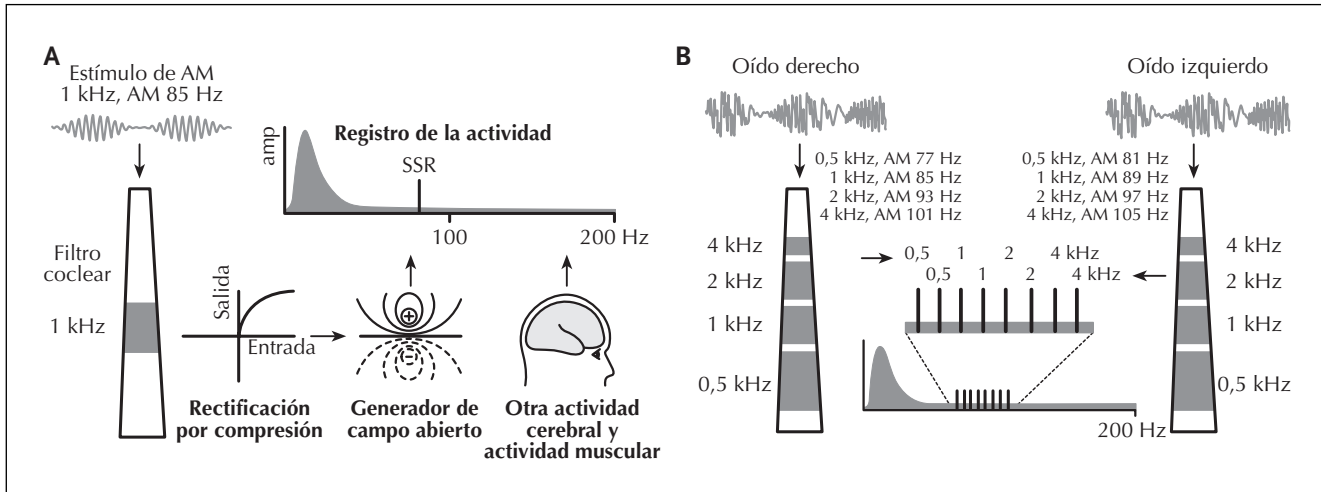 A
Estímulo de AM
1 kHz, AM 85 Hz
Filtro
coclear
1 kHz
Salida
Entrada
Rectificación
por compresión
amp
Registro de la actividad
SSR
100
200 Hz
+
−
Generador de
campo abierto
Otra actividad
cerebral y
actividad muscular
B
Oído derecho
0,5 kHz, AM 77 Hz
1 kHz, AM 85 Hz
2 kHz, AM 93 Hz
4 kHz, AM 101 Hz
4 kHz
2 kHz
1 kHz
0,5 kHz
Oído izquierdo
0,5 kHz, AM 81 Hz
1 kHz, AM 89 Hz
2 kHz, AM 97 Hz
4 kHz, AM 105 Hz
4 kHz
2 kHz
1 kHz
0,5 kHz
0,5 1 2 4 kHz
0,5 1 2 4 kHz
200 Hz